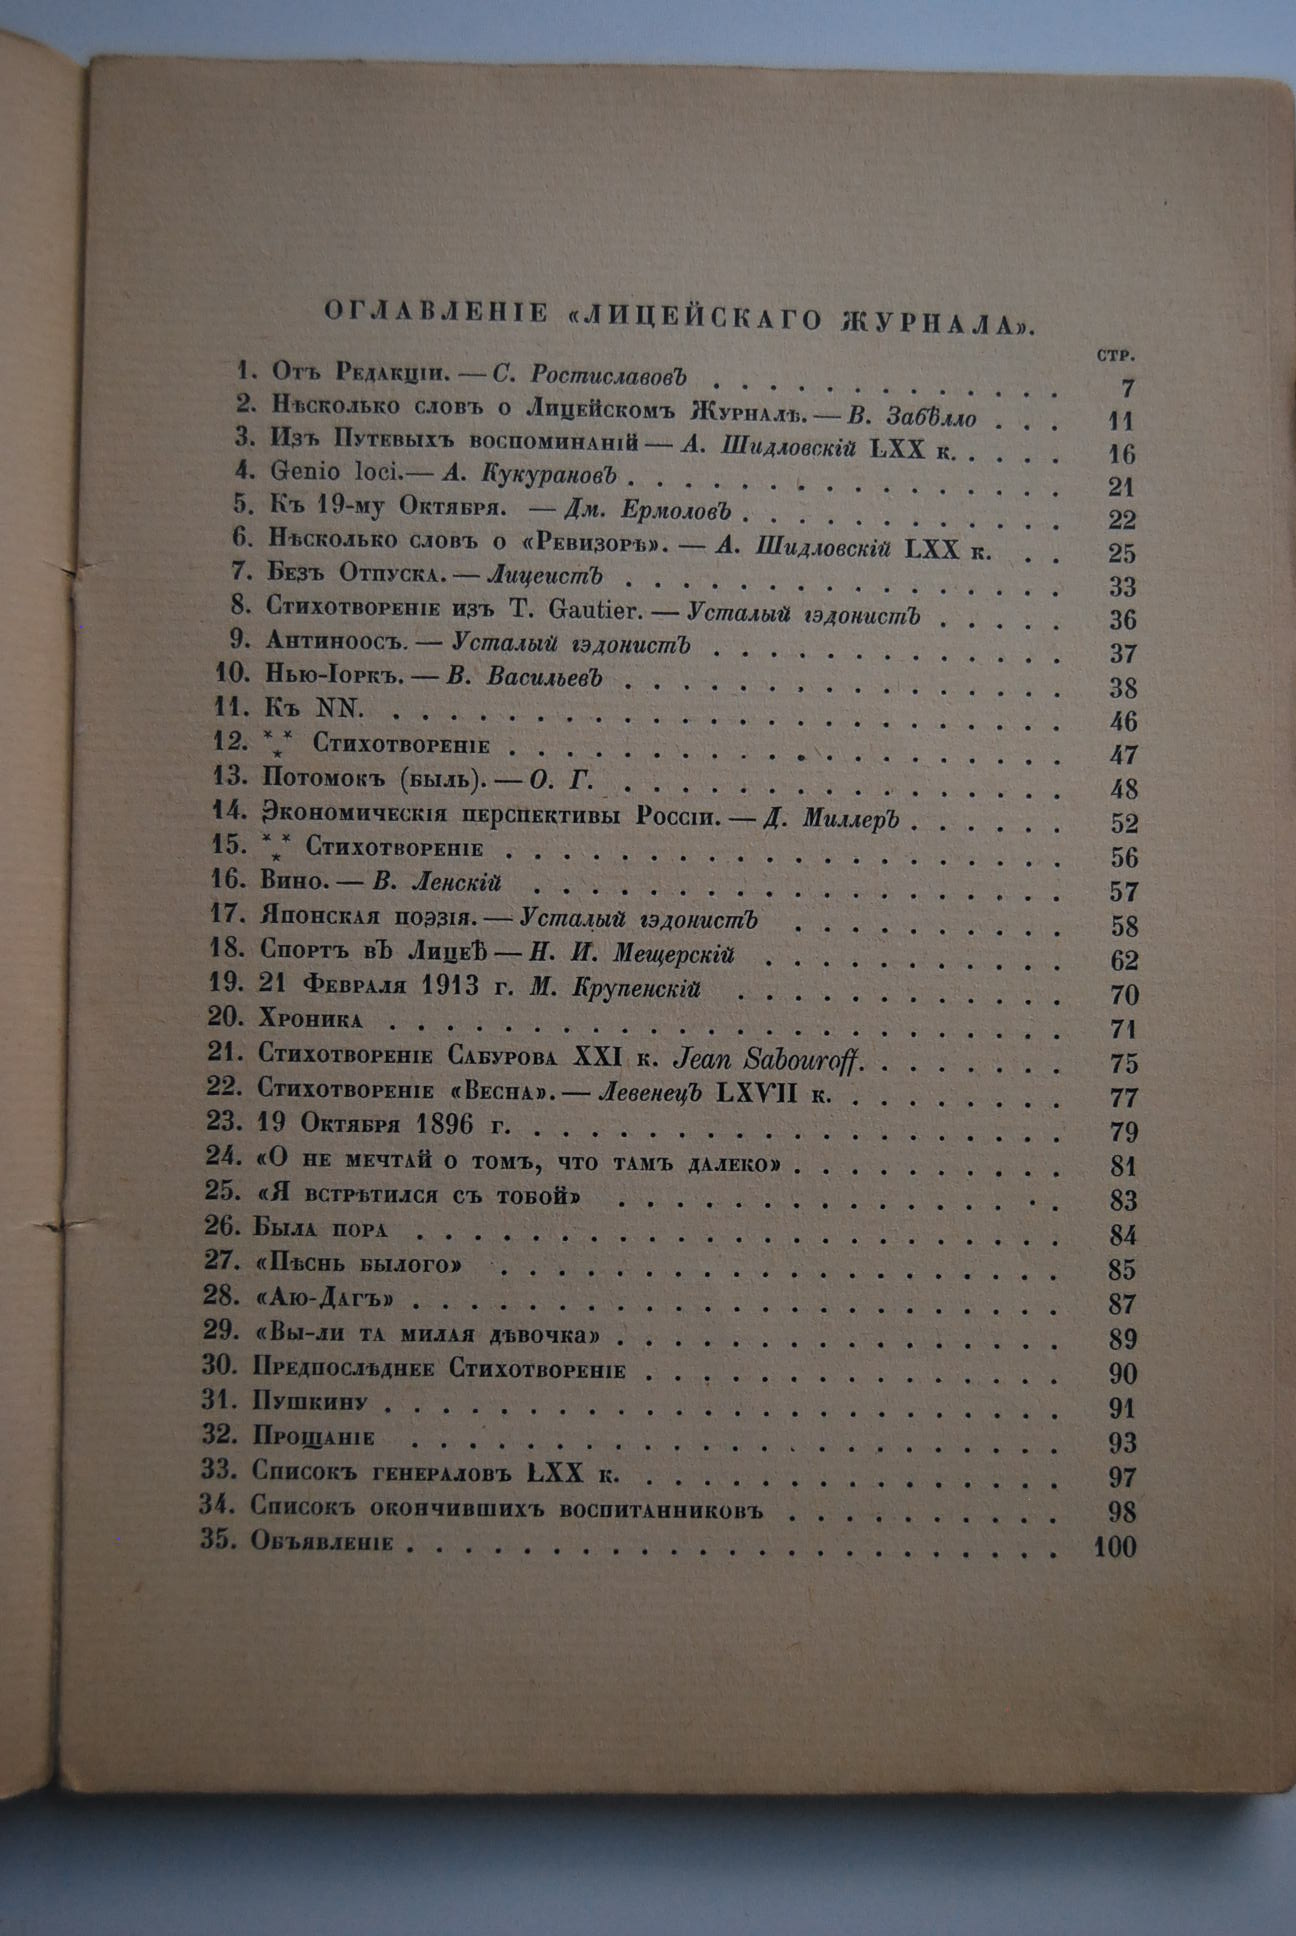 ОГЛАВЛЕНІЕ «ЛИЦЕЙСКАГО ЖУРНАЛА».
СТР.
1. Отъ Редакціи. — С. Ростиславовъ . . . . . . . . . . . . . 7
2. Нѣсколько словъ о Лицейскомъ Журналѣ. — В. Забѣлло . . . 11
3. Изъ Путевыхъ воспоминаній — А. Шидловскій LXX к. . . . . 16
4. Genio loci. — А. Кукурановъ . . . . . . . . . . . . . . . . 21
5. Къ 19-му Октября. — Дм. Ермоловъ . . . . . . . . . . . . 22
6. Нѣсколько словъ о «Ревизорѣ». — А. Шидловскій LXX к. . . 25
7. Безъ Отпуска. — Лицеистъ . . . . . . . . . . . . . . . . 33
8. Стихотвореніе изъ T. Gautier. — Усталый гэдонистъ . . . . . 36
9. Антиноосъ. — Усталый гэдонистъ . . . . . . . . . . . . . 37
10. Нью-Іоркъ. — В. Васильевъ . . . . . . . . . . . . . . . . 38
11. Къ NN. . . . . . . . . . . . . . . . . . . . . . . . . 46
12. *** Стихотвореніе . . . . . . . . . . . . . . . . . . . . 47
13. Потомокъ (быль). — О. Г. . . . . . . . . . . . . . . . . 48
14. Экономическія перспективы Россіи. — Д. Миллеръ . . . . . . 52
15. *** Стихотвореніе . . . . . . . . . . . . . . . . . . . . 56
16. Вино. — В. Ленскій . . . . . . . . . . . . . . . . . . . 57
17. Японская поэзія. — Усталый гэдонистъ . . . . . . . . . . 58
18. Спортъ въ Лицеѣ — Н. И. Мещерскій . . . . . . . . . . . 62
19. 21 Февраля 1913 г. М. Крупенскій . . . . . . . . . . . . 70
20. Хроника . . . . . . . . . . . . . . . . . . . . . . . . 71
21. Стихотвореніе Сабурова XXI к. Jean Sabouroff. . . . . . . . 75
22. Стихотвореніе «Весна». — Левенецъ LXVII к. . . . . . . . . 77
23. 19 Октября 1896 г. . . . . . . . . . . . . . . . . . . . 79
24. «О не мечтай о томъ, что тамъ далеко» . . . . . . . . . . 81
25. «Я встрѣтился съ тобой» . . . . . . . . . . . . . . . . 83
26. Была пора . . . . . . . . . . . . . . . . . . . . . . . 84
27. «Пѣснь былого» . . . . . . . . . . . . . . . . . . . . 85
28. «Аю-Дагъ» . . . . . . . . . . . . . . . . . . . . . . . 87
29. «Вы-ли та милая дѣвочка» . . . . . . . . . . . . . . . . 89
30. Предпослѣднее Стихотвореніе . . . . . . . . . . . . . . . 90
31. Пушкину . . . . . . . . . . . . . . . . . . . . . . . . 91
32. Прощаніе . . . . . . . . . . . . . . . . . . . . . . . 93
33. Списокъ генераловъ LXX к. . . . . . . . . . . . . . . . 97
34. Списокъ окончившихъ воспитанниковъ . . . . . . . . . . 98
35. Объявленіе . . . . . . . . . . . . . . . . . . . . . . . 100